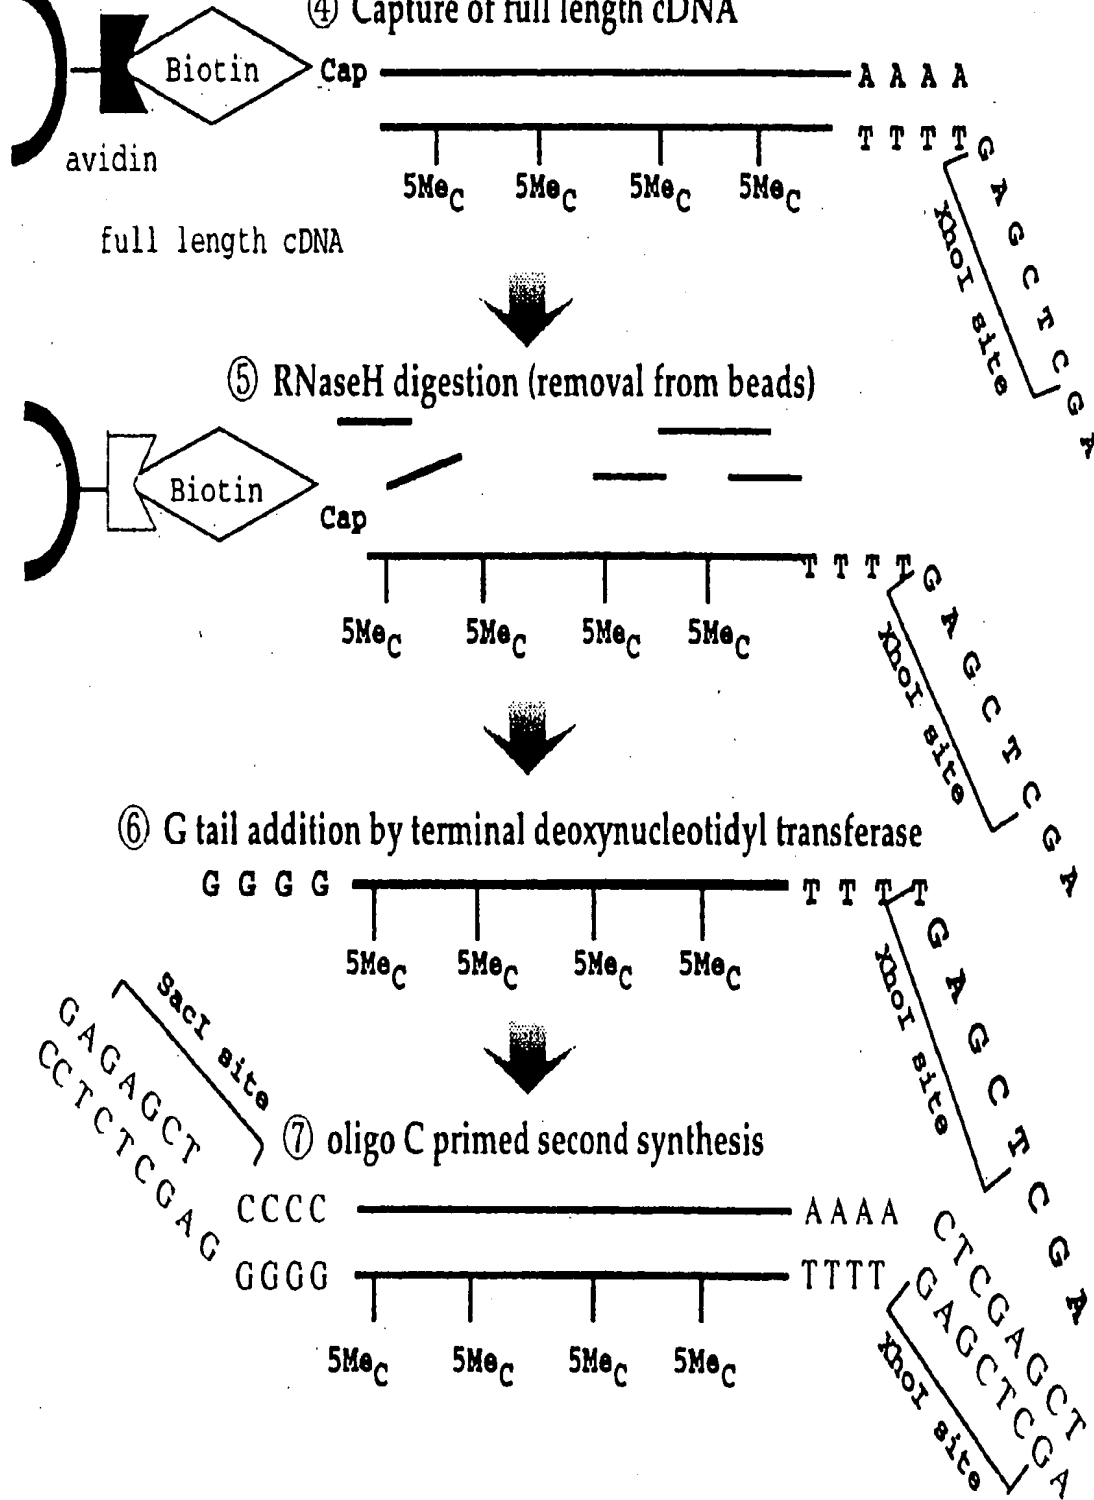 ④ Capture of full length cDNA
Biotin
Cap
A A A A
avidin
T T T T G A G C T C G A
5MeC 5MeC 5MeC 5MeC
XhoI site
full length cDNA
⑤ RNaseH digestion (removal from beads)
Biotin
Cap
T T T T G A G C T C G A
5MeC 5MeC 5MeC 5MeC
XhoI site
⑥ G tail addition by terminal deoxynucleotidyl transferase
G G G G
T T T T G A G C T C G A
5MeC 5MeC 5MeC 5MeC
XhoI site
SacI site
GAGAGCT
CCTCTCGAG
⑦ oligo C primed second synthesis
CCCC
AAAA
CTCGAGCT
GGGG
TTTT
GAGCTCGA
5MeC 5MeC 5MeC 5MeC
XhoI site